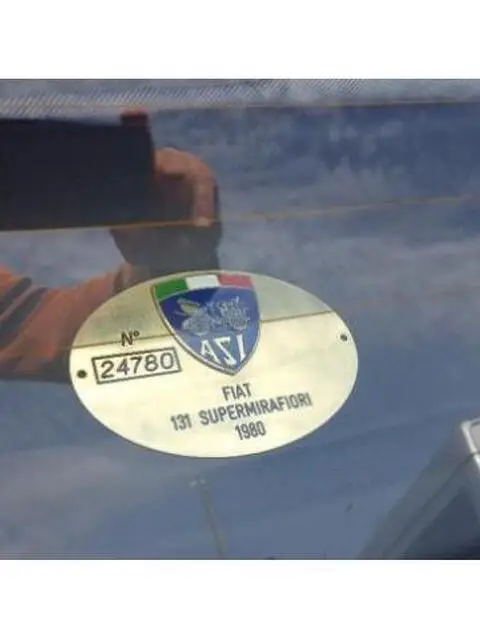 ASI
N°
24780
FIAT
131 SUPERMIRAFIORI
1980